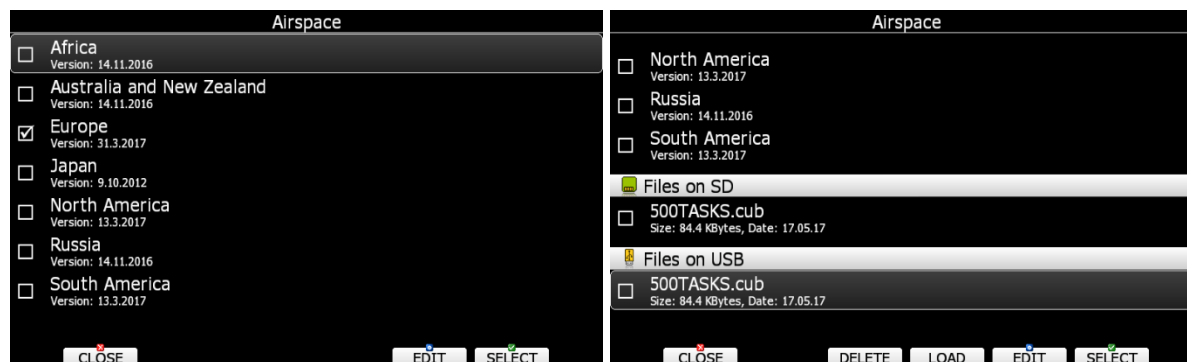 Airspace
Africa
Version: 14.11.2016
Australia and New Zealand
Version: 14.11.2016
Europe
Version: 31.3.2017
Japan
Version: 9.10.2012
North America
Version: 13.3.2017
Russia
Version: 14.11.2016
South America
Version: 13.3.2017
CLOSE EDIT SELECT
Airspace
North America
Version: 13.3.2017
Russia
Version: 14.11.2016
South America
Version: 13.3.2017
Files on SD
500TASKS.cub
Size: 84.4 KBytes, Date: 17.05.17
Files on USB
500TASKS.cub
Size: 84.4 KBytes, Date: 17.05.17
CLOSE DELETE LOAD EDIT SELECT